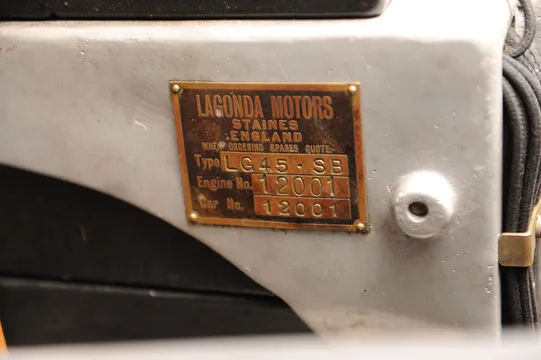 LAGONDA MOTORS
STAINES
ENGLAND
WHEN ORDERING SPARES QUOTE:-
Type LG45·SB
Engine No. 12001
Car No. 12001